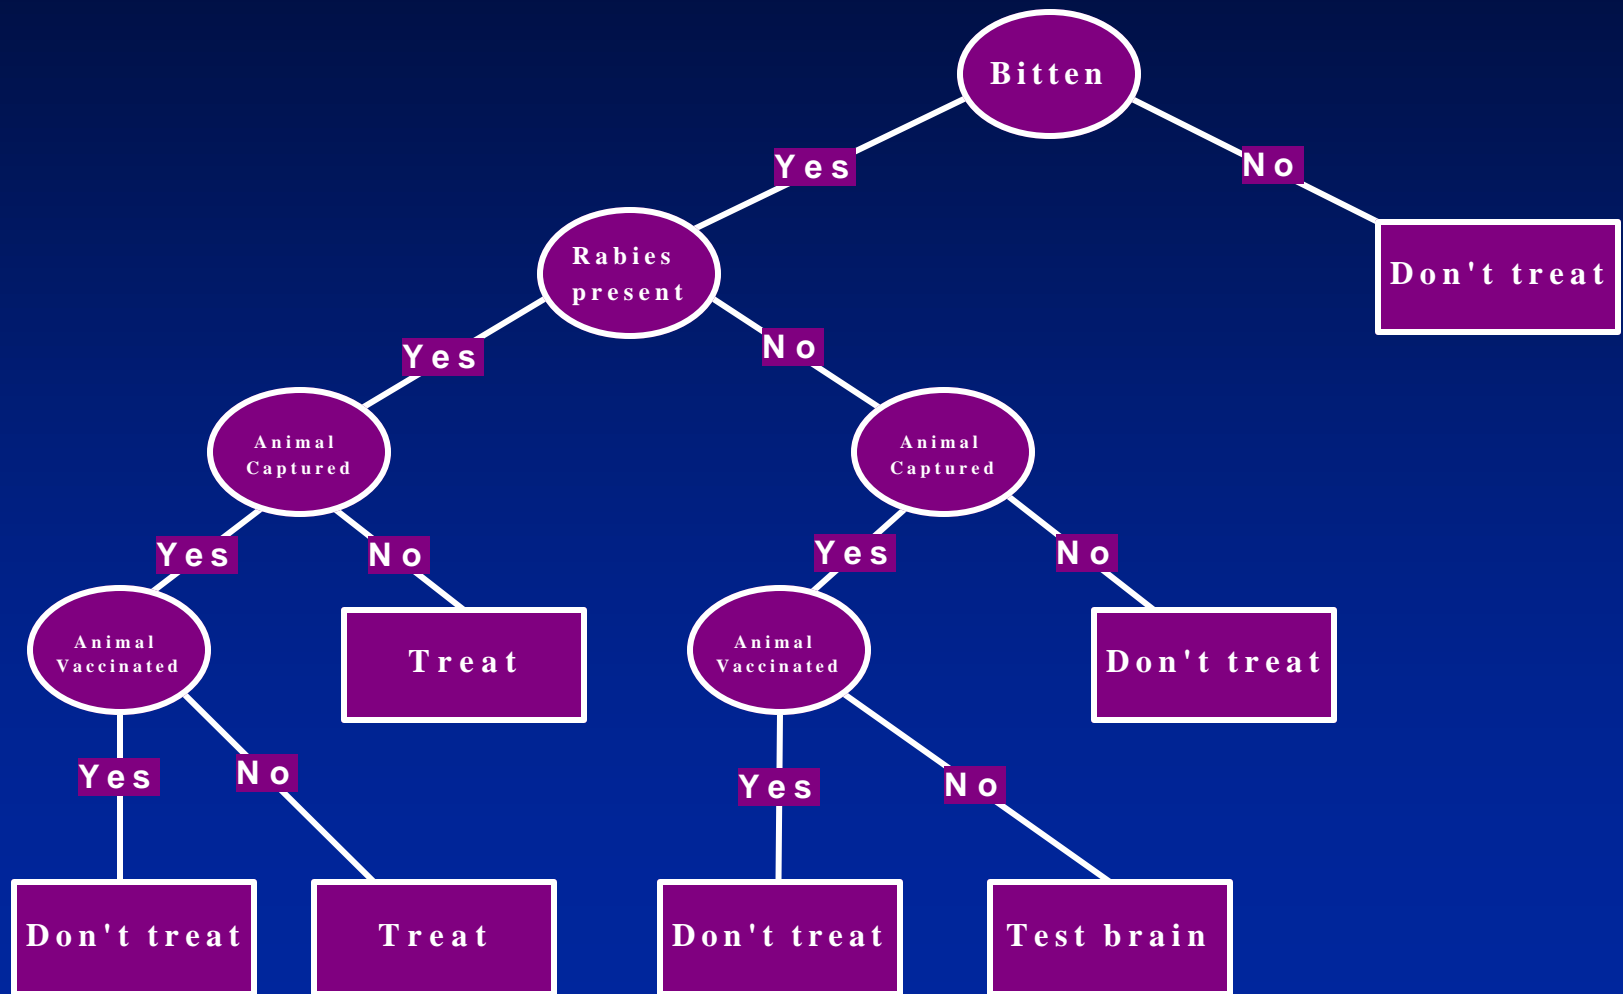 Bitten
Yes
No
Rabies
present
Don't treat
Yes
No
Animal
Captured
Animal
Captured
Yes
No
Yes
No
Animal
Vaccinated
Treat
Animal
Vaccinated
Don't treat
Yes
No
Yes
No
Don't treat
Treat
Don't treat
Test brain